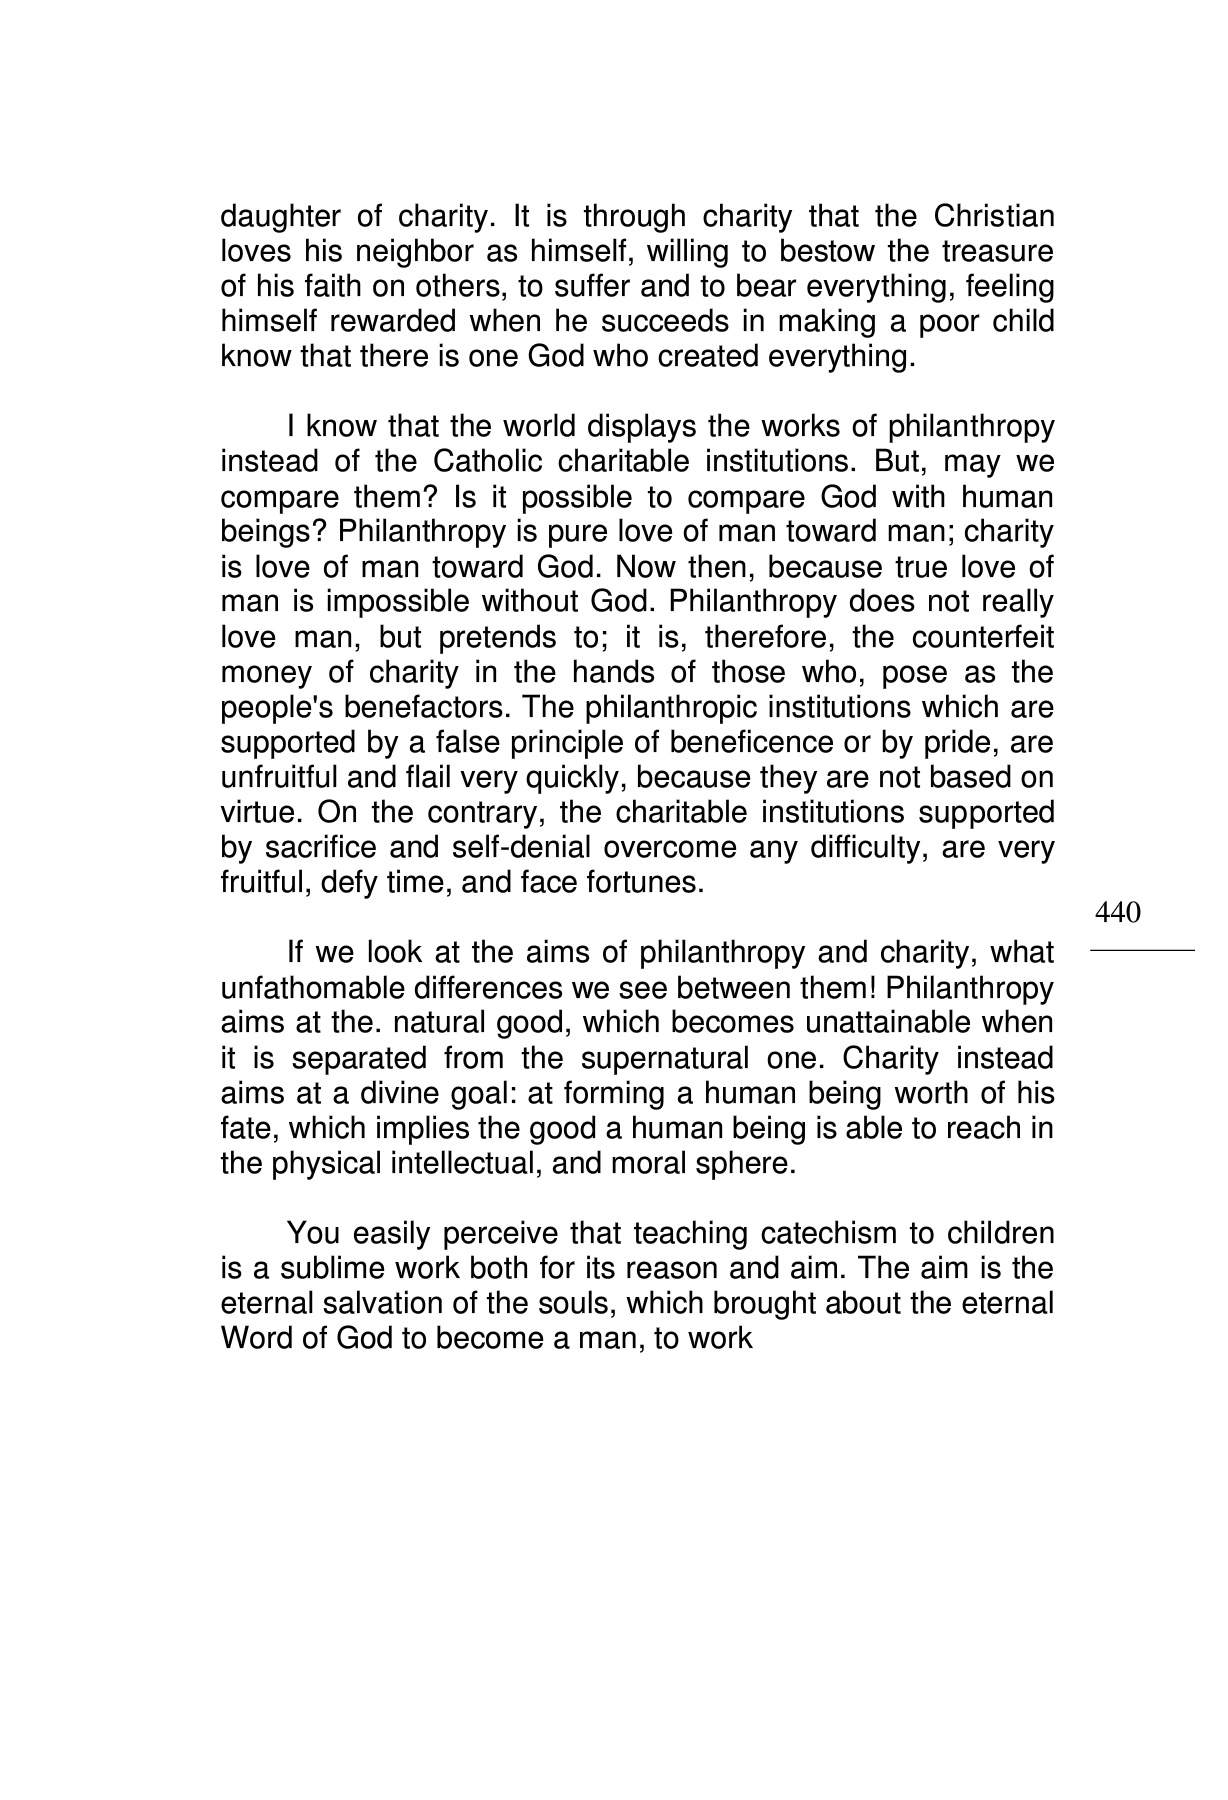 daughter of charity. It is through charity that the Christian
loves his neighbor as himself, willing to bestow the treasure
of his faith on others, to suffer and to bear everything, feeling
himself rewarded when he succeeds in making a poor child
know that there is one God who created everything.
I know that the world displays the works of philanthropy
instead of the Catholic charitable institutions. But, may we
compare them? Is it possible to compare God with human
beings? Philanthropy is pure love of man toward man; charity
is love of man toward God. Now then, because true love of
man is impossible without God. Philanthropy does not really
love man, but pretends to; it is, therefore, the counterfeit
money of charity in the hands of those who, pose as the
people's benefactors. The philanthropic institutions which are
supported by a false principle of beneficence or by pride, are
unfruitful and flail very quickly, because they are not based on
virtue. On the contrary, the charitable institutions supported
by sacrifice and self-denial overcome any difficulty, are very
fruitful, defy time, and face fortunes.
440
If we look at the aims of philanthropy and charity, what
unfathomable differences we see between them! Philanthropy
aims at the. natural good, which becomes unattainable when
it is separated from the supernatural one. Charity instead
aims at a divine goal: at forming a human being worth of his
fate, which implies the good a human being is able to reach in
the physical intellectual, and moral sphere.
You easily perceive that teaching catechism to children
is a sublime work both for its reason and aim. The aim is the
eternal salvation of the souls, which brought about the eternal
Word of God to become a man, to work